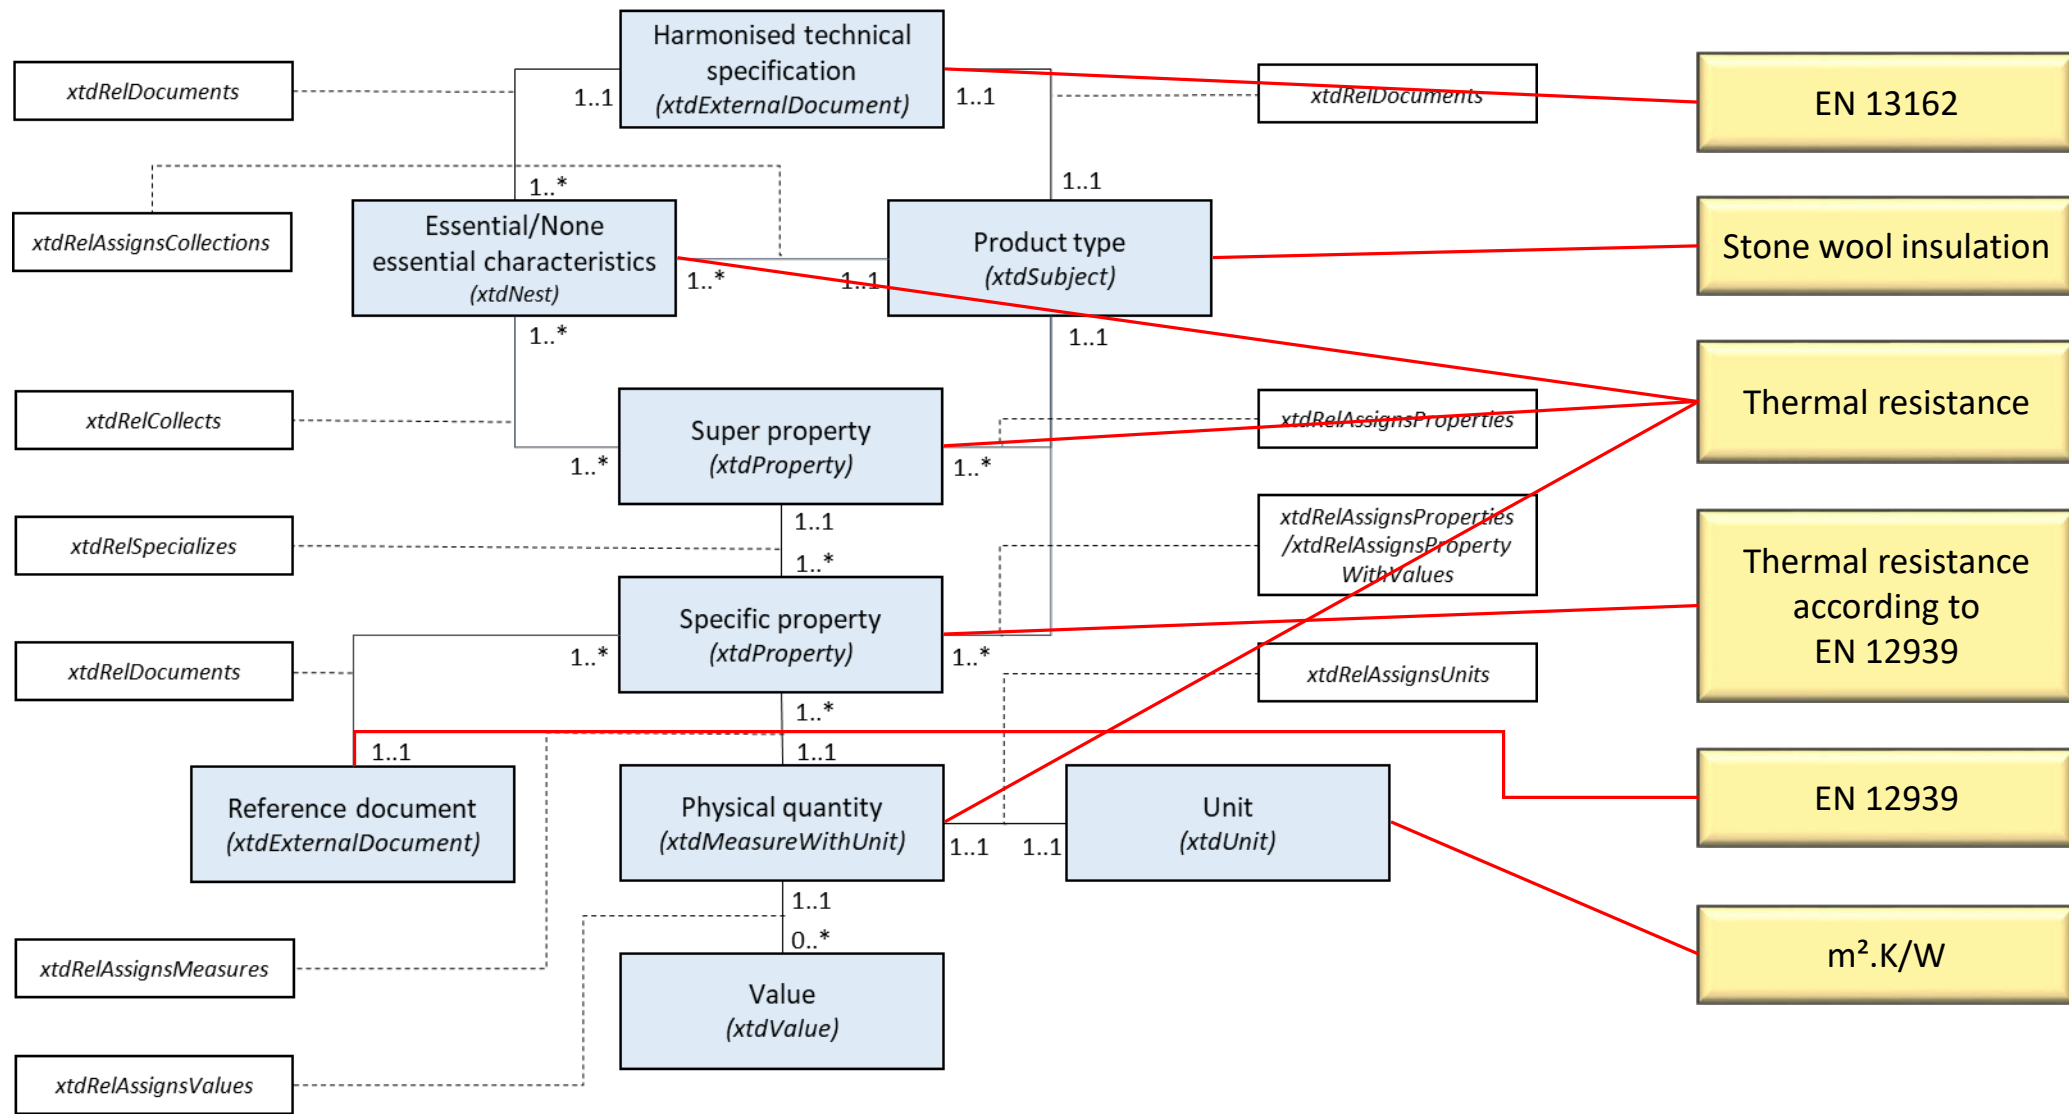 Harmonised technical
specification
(xtdExternalDocument)
xtdRelDocuments
1..1
1..1
xtdRelDocuments
EN 13162
1..*
1..1
xtdRelAssignsCollections
Essential/None
essential characteristics
(xtdNest)
1..*
1..1
Product type
(xtdSubject)
Stone wool insulation
1..*
1..1
xtdRelCollects
Super property
(xtdProperty)
1..*
1..*
xtdRelAssignsProperties
Thermal resistance
xtdRelSpecializes
1..1
1..*
xtdRelAssignsProperties
/xtdRelAssignsProperty
WithValues
Thermal resistance
according to
EN 12939
Specific property
(xtdProperty)
1..*
1..*
xtdRelDocuments
xtdRelAssignsUnits
1..*
1..1
1..1
Reference document
(xtdExternalDocument)
Physical quantity
(xtdMeasureWithUnit)
1..1
1..1
Unit
(xtdUnit)
EN 12939
1..1
0..*
xtdRelAssignsMeasures
m².K/W
Value
(xtdValue)
xtdRelAssignsValues